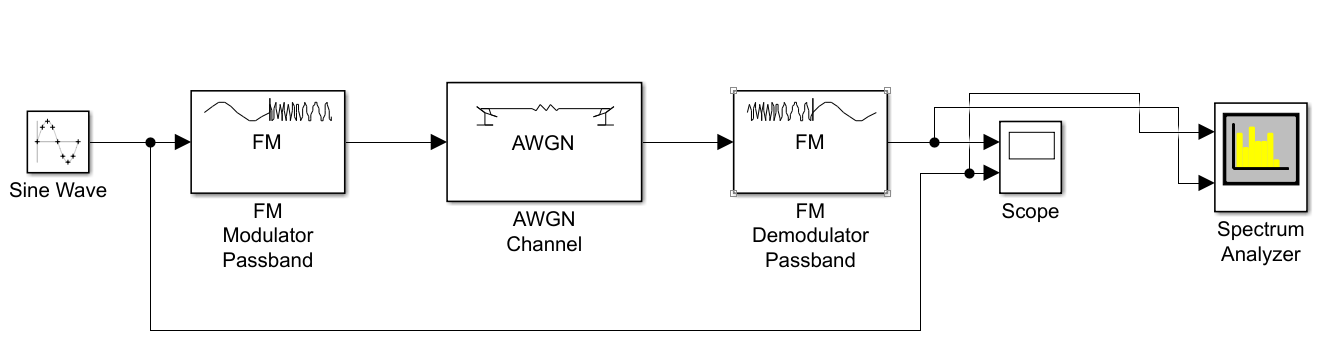 Sine Wave
FM
FM
Modulator
Passband
AWGN
AWGN
Channel
FM
FM
Demodulator
Passband
Scope
Spectrum
Analyzer